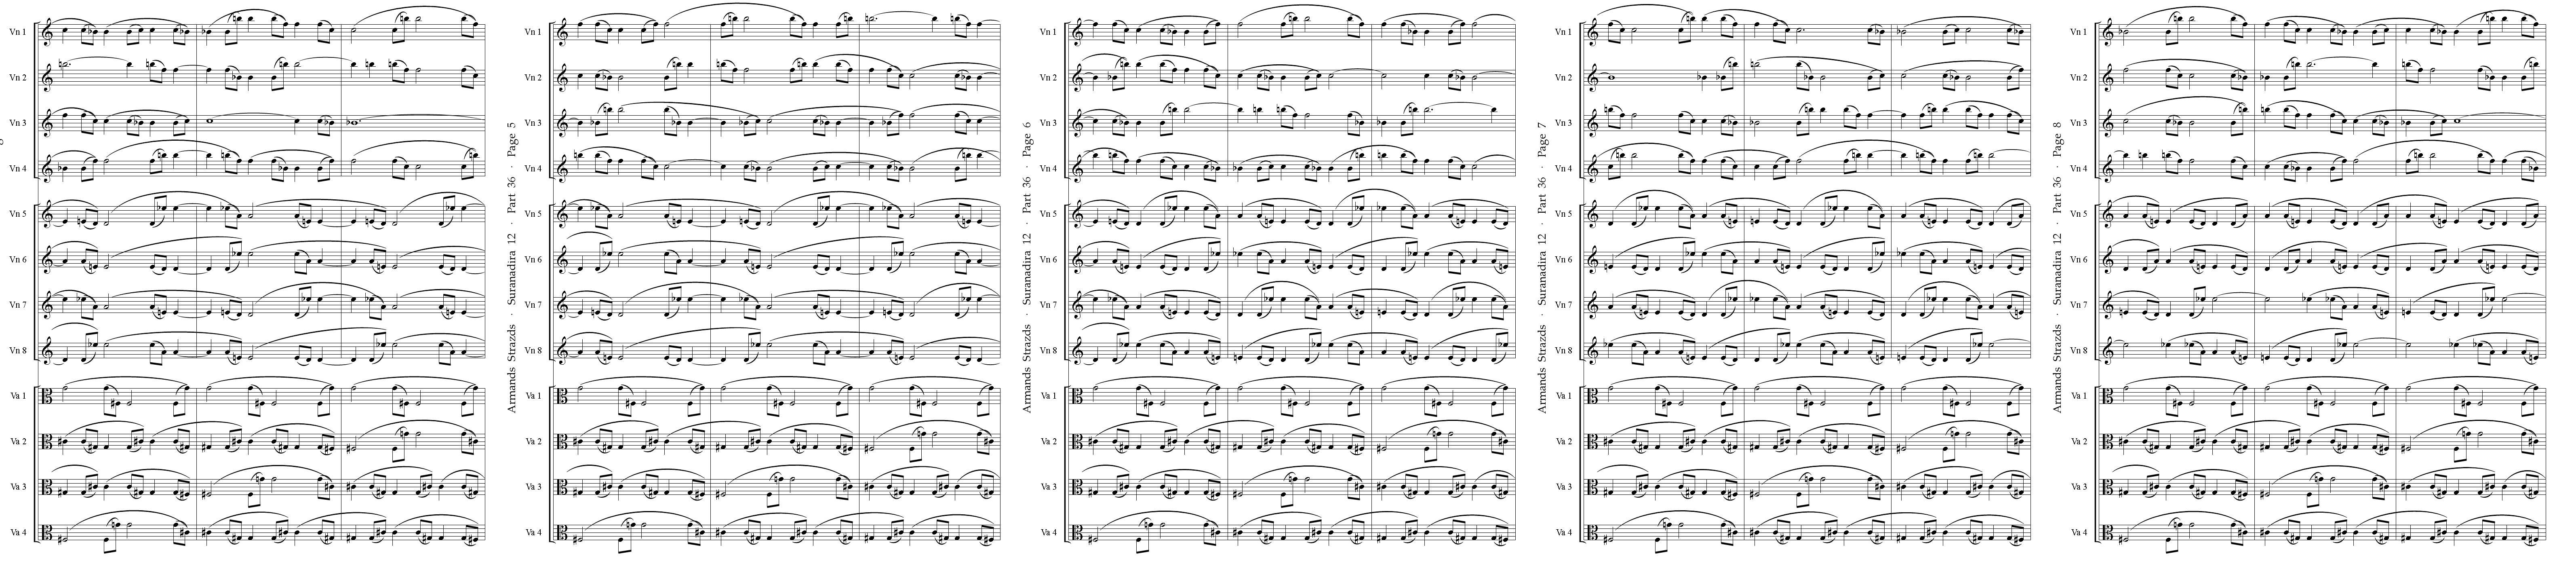 Vn 1
Vn 2
Vn 3
Vn 4
Vn 5
Vn 6
Vn 7
Vn 8
Va 1
Va 2
Va 3
Va 4
Armands Strazds · Suranadira 12 · Part 36 · Page 5
Vn 1
Vn 2
Vn 3
Vn 4
Vn 5
Vn 6
Vn 7
Vn 8
Va 1
Va 2
Va 3
Va 4
Armands Strazds · Suranadira 12 · Part 36 · Page 6
Vn 1
Vn 2
Vn 3
Vn 4
Vn 5
Vn 6
Vn 7
Vn 8
Va 1
Va 2
Va 3
Va 4
Armands Strazds · Suranadira 12 · Part 36 · Page 7
Vn 1
Vn 2
Vn 3
Vn 4
Vn 5
Vn 6
Vn 7
Vn 8
Va 1
Va 2
Va 3
Va 4
Armands Strazds · Suranadira 12 · Part 36 · Page 8
Vn 1
Vn 2
Vn 3
Vn 4
Vn 5
Vn 6
Vn 7
Vn 8
Va 1
Va 2
Va 3
Va 4